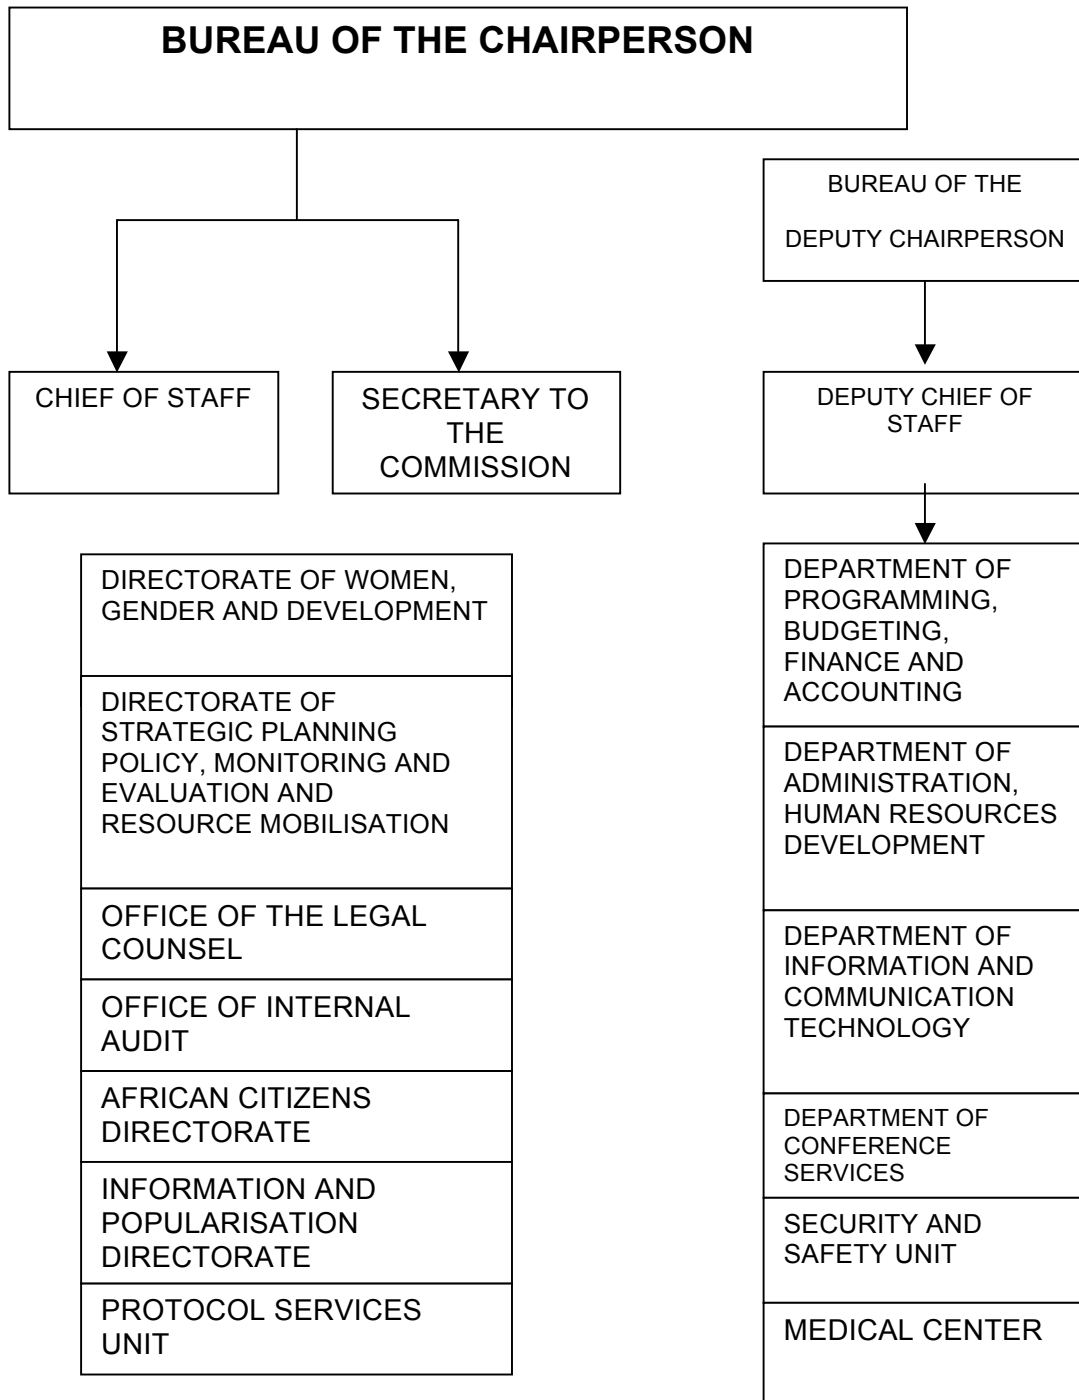 BUREAU OF THE CHAIRPERSON
BUREAU OF THE
DEPUTY CHAIRPERSON
CHIEF OF STAFF
SECRETARY TO
THE
COMMISSION
DEPUTY CHIEF OF
STAFF
DIRECTORATE OF WOMEN,
GENDER AND DEVELOPMENT
DIRECTORATE OF
STRATEGIC PLANNING
POLICY, MONITORING AND
EVALUATION AND
RESOURCE MOBILISATION
OFFICE OF THE LEGAL
COUNSEL
OFFICE OF INTERNAL
AUDIT
AFRICAN CITIZENS
DIRECTORATE
INFORMATION AND
POPULARISATION
DIRECTORATE
PROTOCOL SERVICES
UNIT
DEPARTMENT OF
PROGRAMMING,
BUDGETING,
FINANCE AND
ACCOUNTING
DEPARTMENT OF
ADMINISTRATION,
HUMAN RESOURCES
DEVELOPMENT
DEPARTMENT OF
INFORMATION AND
COMMUNICATION
TECHNOLOGY
DEPARTMENT OF
CONFERENCE
SERVICES
SECURITY AND
SAFETY UNIT
MEDICAL CENTER